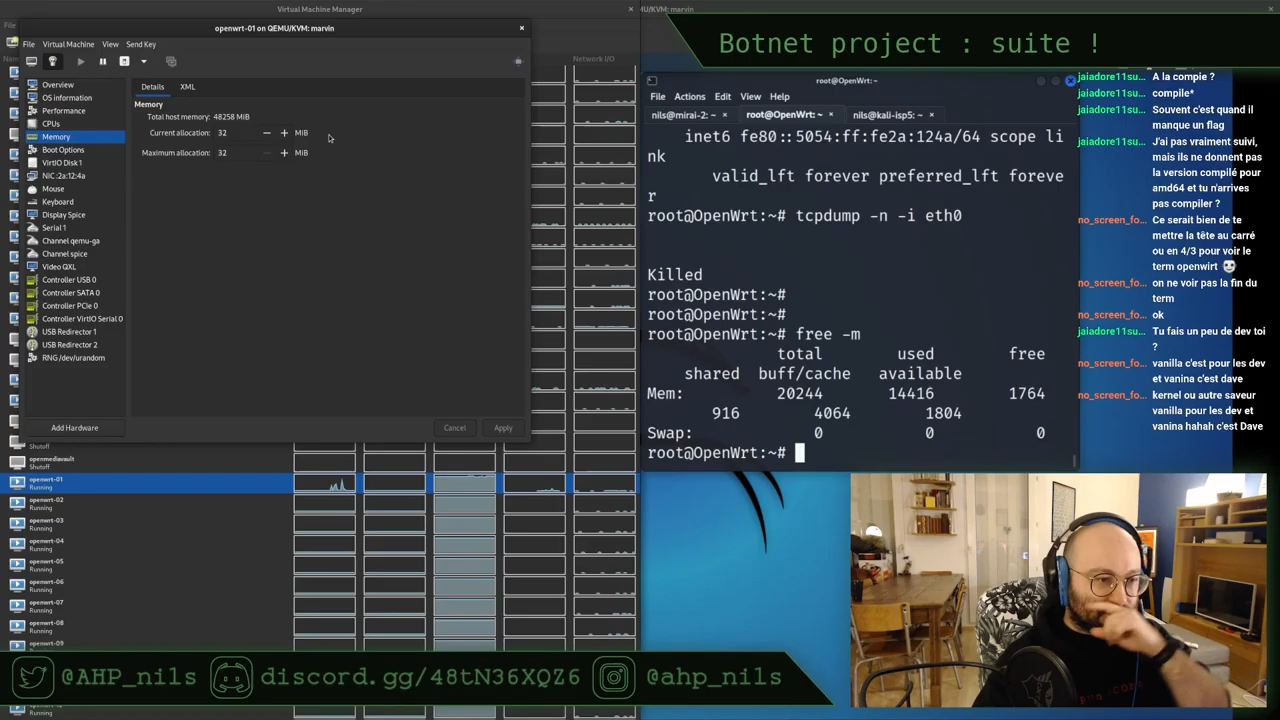 Virtual Machine Manager
×
MU/KVM: marvin
×
File
openwrt-01 on QEMU/KVM: marvin
×
File Virtual Machine View Send Key
Network I/O
Overview
OS information
Performance
CPUs
Memory
Boot Options
VirtIO Disk 1
NIC :2a:12:4a
Mouse
Keyboard
Display Spice
Serial 1
Channel qemu-ga
Channel spice
Video QXL
Controller USB 0
Controller SATA 0
Controller PCIe 0
Controller VirtIO Serial 0
USB Redirector 1
USB Redirector 2
RNG /dev/urandom
Add Hardware
Details XML
Memory
Total host memory: 48258 MiB
Current allocation: 32 − + MiB
Maximum allocation: 32 − + MiB
Cancel Apply
Shutoff
openmediavault
Shutoff
openwrt-01
Running
openwrt-02
Running
openwrt-03
Running
openwrt-04
Running
openwrt-05
Running
openwrt-06
Running
openwrt-07
Running
openwrt-08
Running
openwrt-09
Running
Botnet project : suite !
root@OpenWrt:~
File Actions Edit View Help
nils@mirai-2: ~ × root@OpenWrt: ~ × nils@kali-isp5: ~ ×
inet6 fe80::5054:ff:fe2a:124a/64 scope li
nk
valid_lft forever preferred_lft foreve
r
root@OpenWrt:~# tcpdump -n -i eth0
Killed
root@OpenWrt:~#
root@OpenWrt:~#
root@OpenWrt:~# free -m
total used free
shared buff/cache available
Mem: 20244 14416 1764
916 4064 1804
Swap: 0 0 0
root@OpenWrt:~#
jaiadore11su... A la compie ?
jaiadore11su... compile*
jaiadore11su... Souvent c'est quand il
manque un flag
jaiadore11su... J'ai pas vraiment suivi,
mais ils ne donnent pas
la version compilé pour
amd64 et tu n'arrives
pas compiler ?
no_screen_fo... Ce serait bien de te
mettre la tête au carré
ou en 4/3 pour voir le
term openwirt
no_screen_fo... on ne voir pas la fin du
term
no_screen_fo... ok
jaiadore11su... Tu fais un peu de dev toi
?
no_screen_fo... vanilla c'est pour les dev
et vanina c'est dave
no_screen_fo... kernel ou autre saveur
vanilla pour les dev et
vanina hahah c'est Dave
@AHP_nils discord.gg/48tN36XQZ6 @ahp_nils